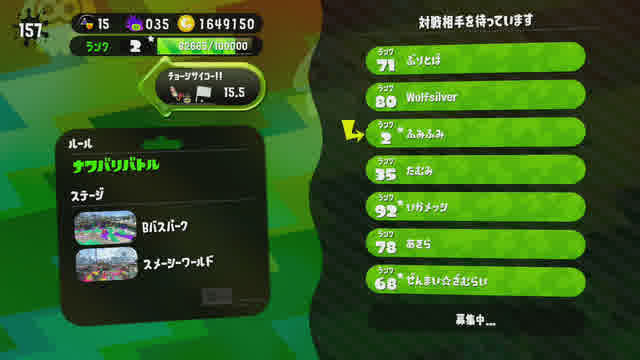 157
15
035
1649150
ランク 2★ 62683/100000
チョーシサイコー!!
15.5
ルール
ナワバリバトル
ステージ
Bバスパーク
スメーシーワールド
対戦相手を待っています
ランク 71 ぷりとば
ランク 80 Wolfsilver
ランク 2★ ふみふみ
ランク 35 たむみ
ランク 92★ いかメッシ
ランク 78 あきら
ランク 68★ ぜんまい☆ざむらい
募集中...